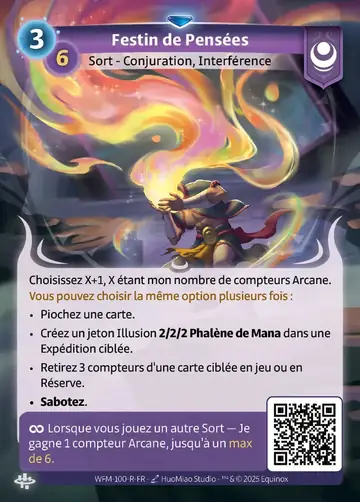 3
6
Festin de Pensées
Sort - Conjuration, Interférence
Choisissez X+1, X étant mon nombre de compteurs Arcane.
Vous pouvez choisir la même option plusieurs fois :
• Piochez une carte.
• Créez un jeton Illusion 2/2/2 Phalène de Mana dans une
Expédition ciblée.
• Retirez 3 compteurs d'une carte ciblée en jeu ou en
Réserve.
• Sabotez.
∞ Lorsque vous jouez un autre Sort — Je
gagne 1 compteur Arcane, jusqu'à un max
de 6.
WFM-100-R-FR - HuoMiao Studio - ™ & © 2025 Equinox